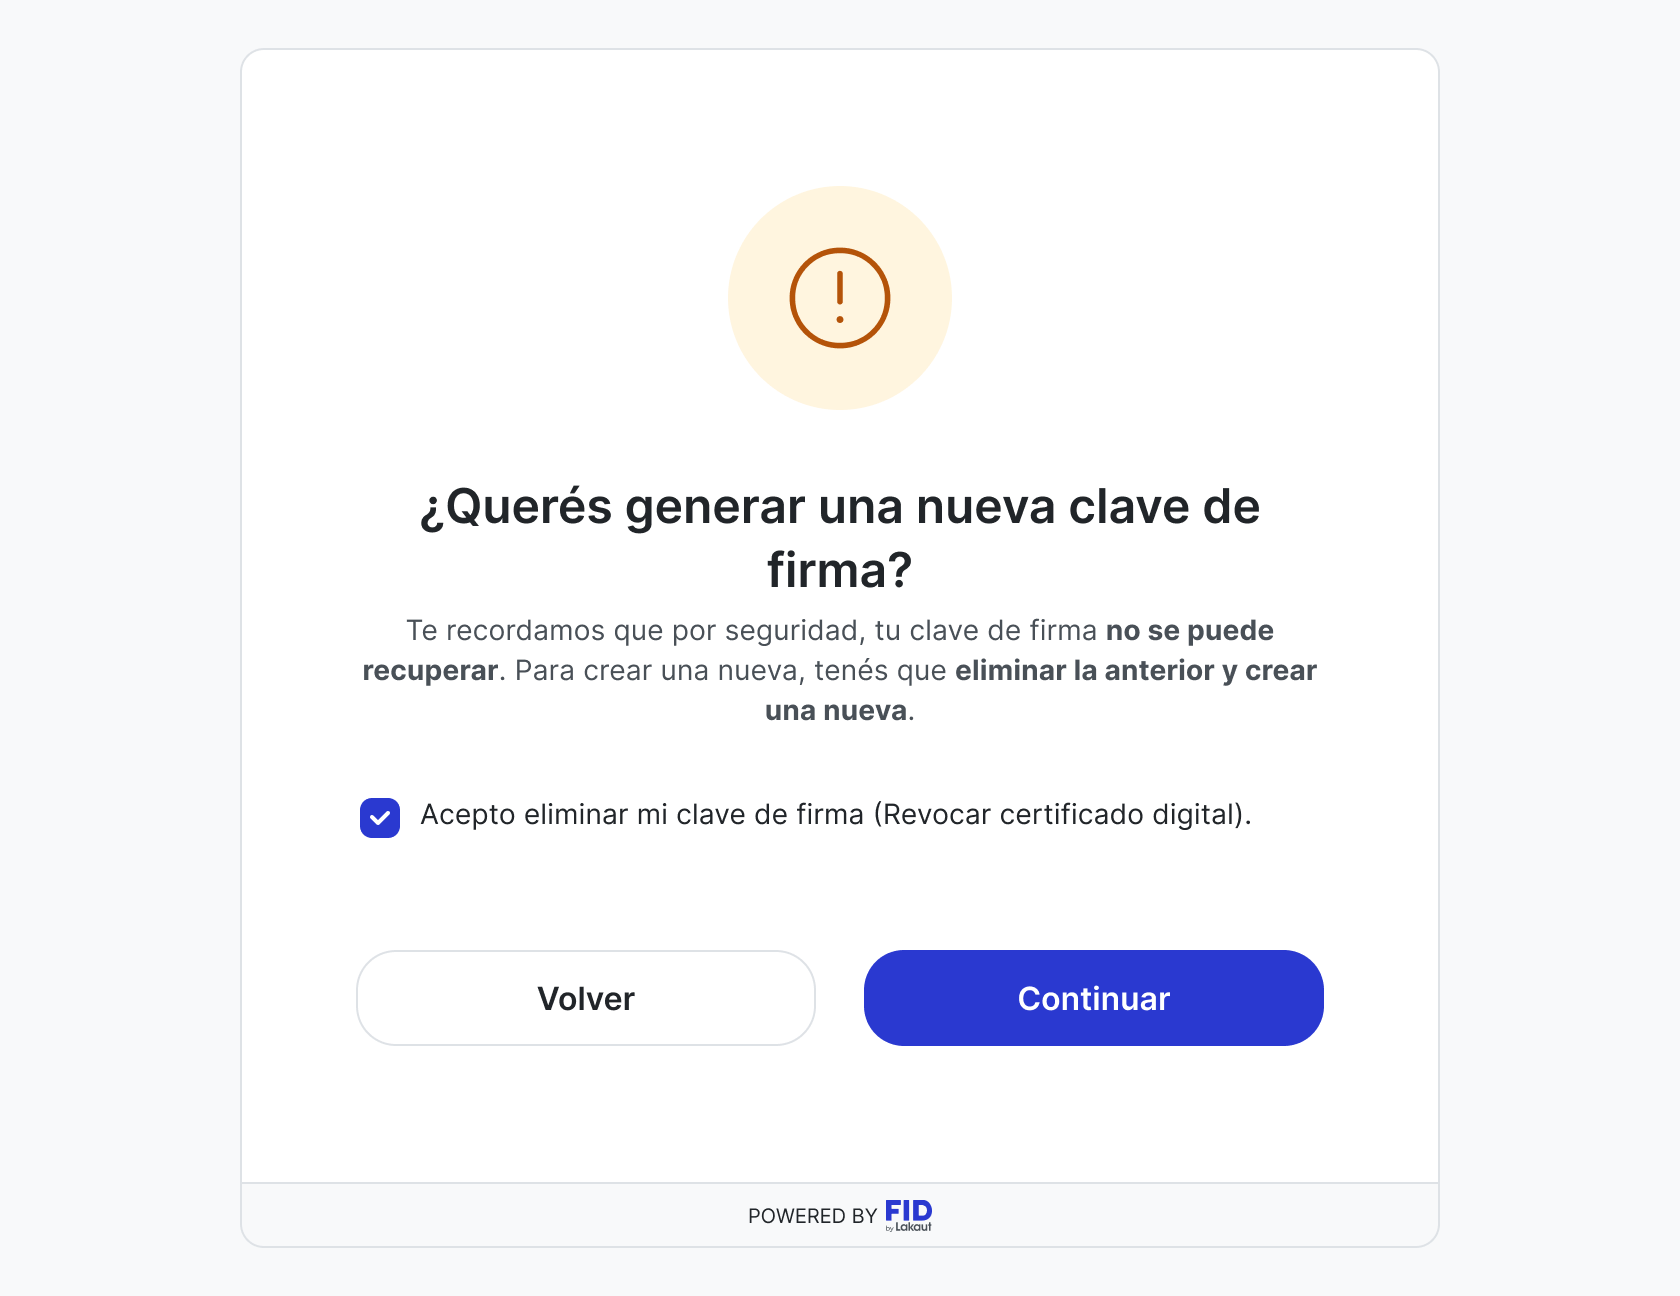 ¿Querés generar una nueva clave de
firma?
Te recordamos que por seguridad, tu clave de firma no se puede
recuperar. Para crear una nueva, tenés que eliminar la anterior y crear
una nueva.
Acepto eliminar mi clave de firma (Revocar certificado digital).
Volver
Continuar
POWERED BY FID
by Lakaut